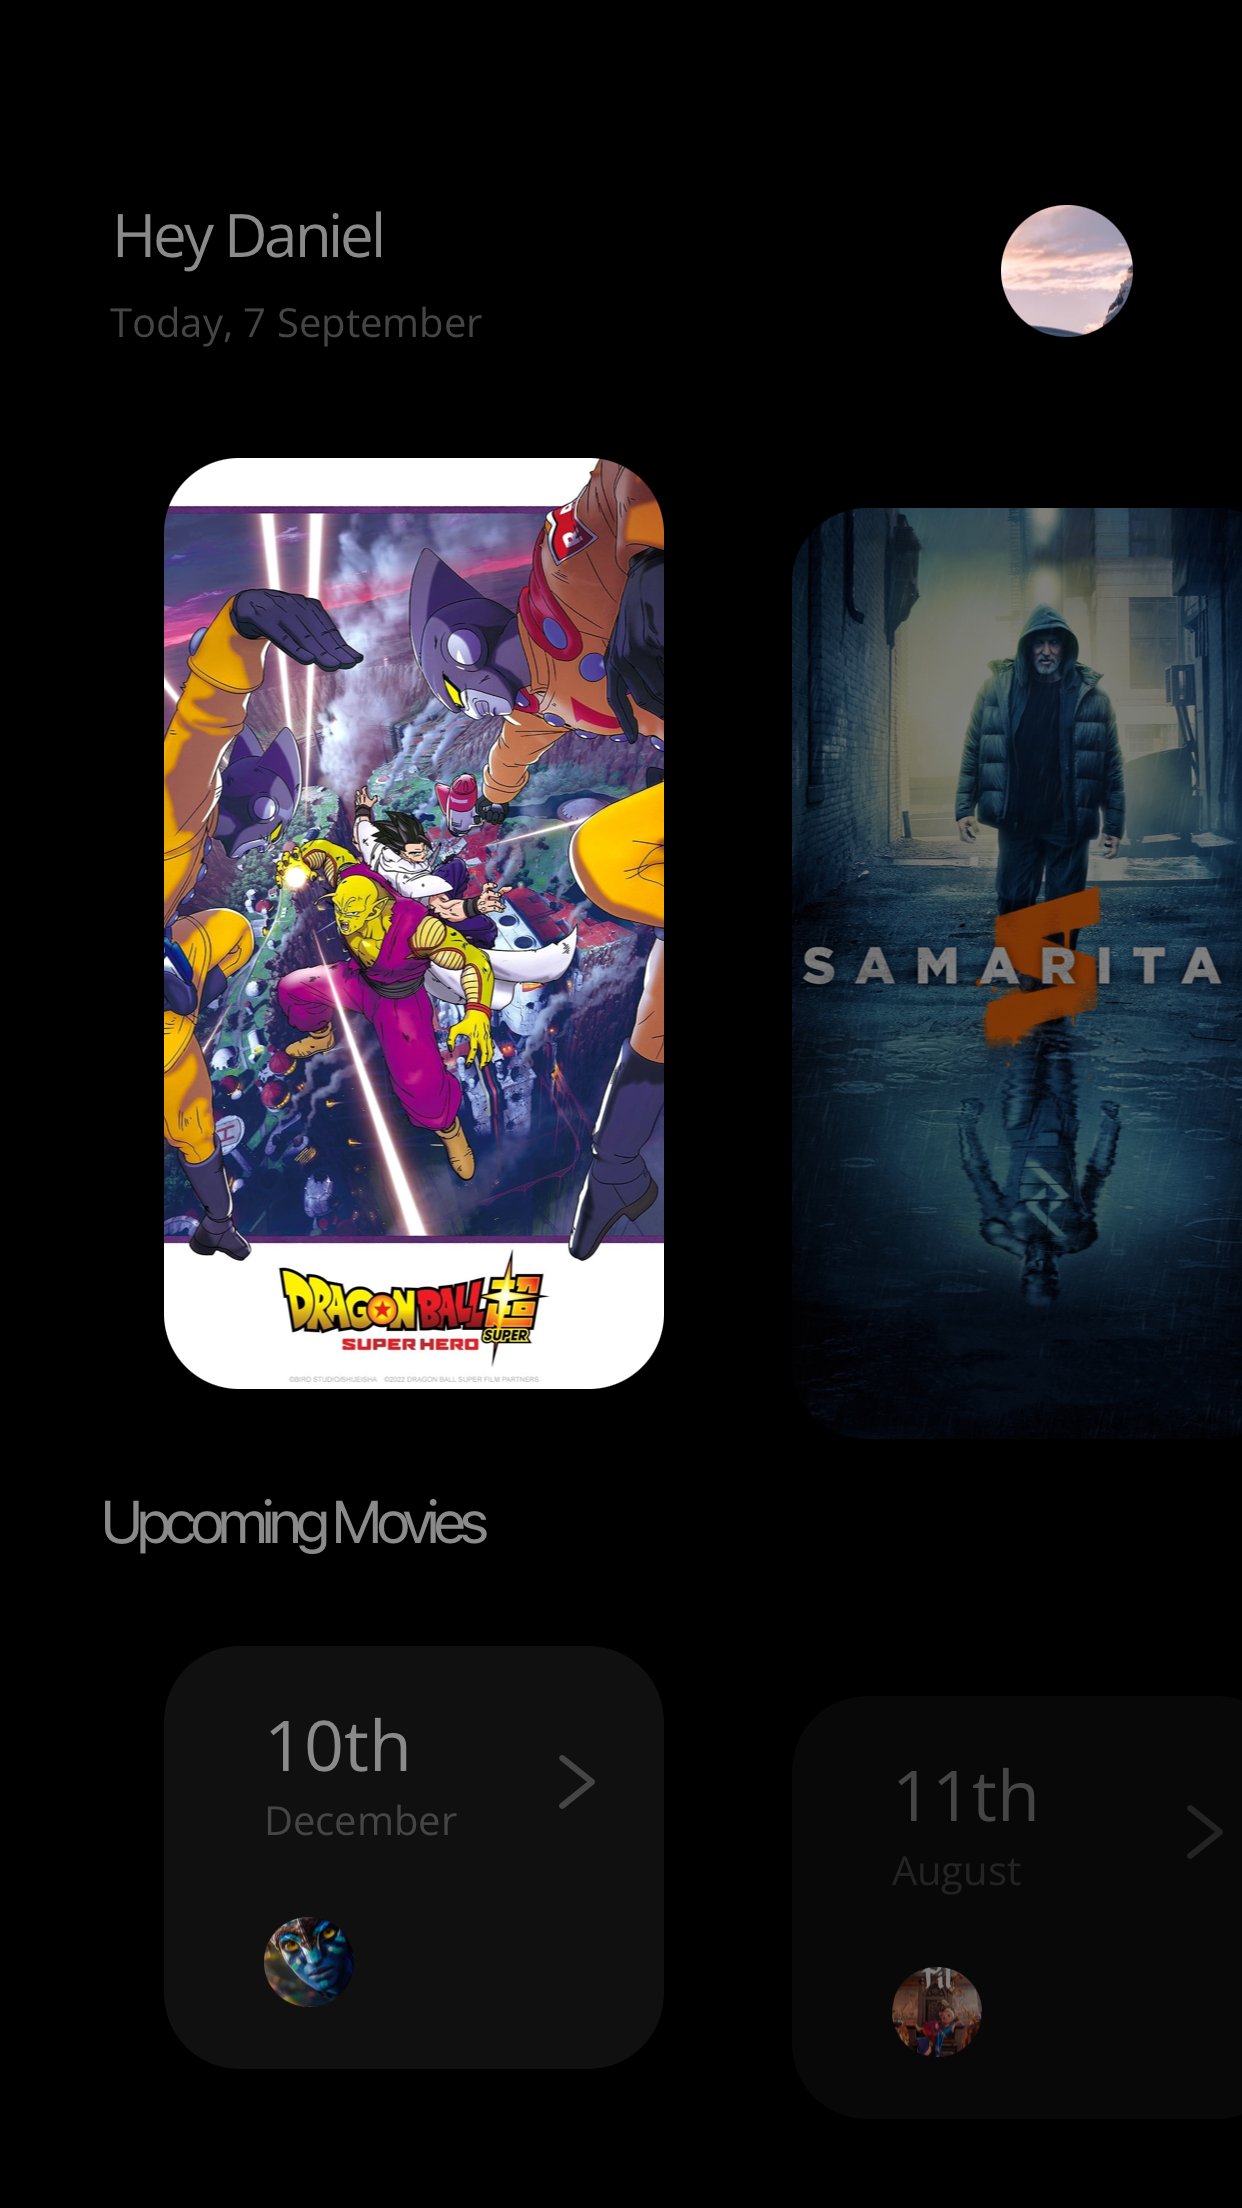 Hey Daniel
Today, 7 September
DRAGON BALL 超
SUPER
SUPER HERO
©BIRD STUDIO/SHUEISHA ©2022 DRAGON BALL SUPER FILM PARTNERS
SAMARITA
Upcoming Movies
10th
December
11th
August